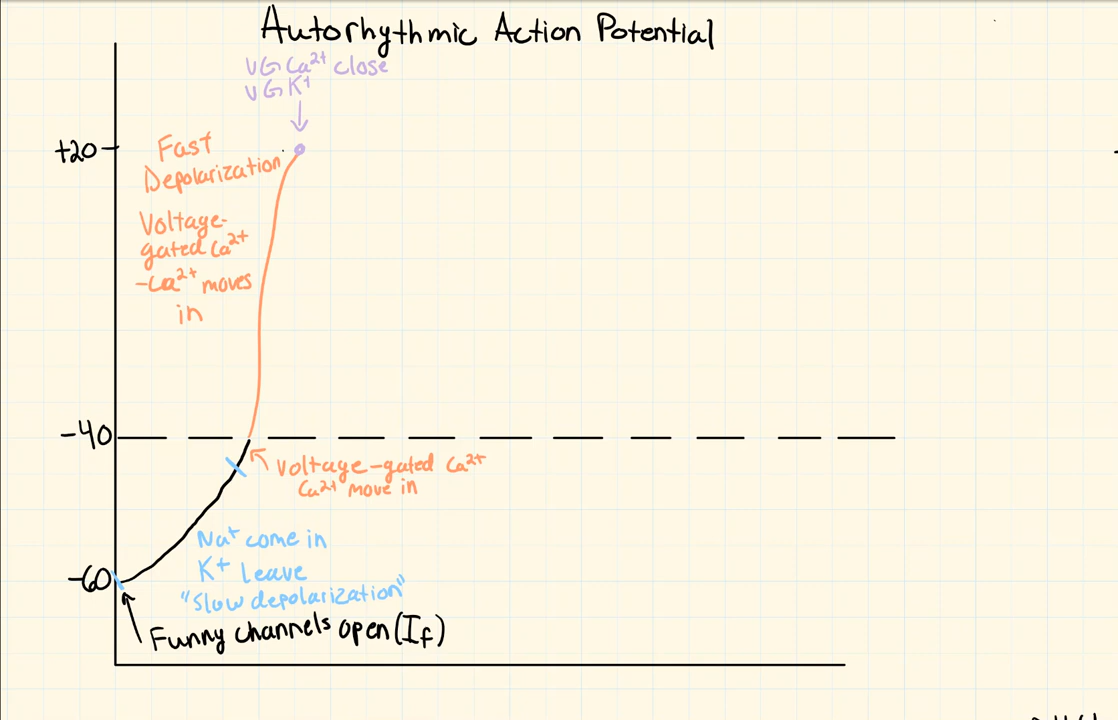 Autorhythmic Action Potential
VG Ca²⁺ close
VG K⁺
+20
Fast
Depolarization
Voltage-
gated Ca²⁺
-Ca²⁺ moves
in
-40
Voltage-gated Ca²⁺
Ca²⁺ move in
Na⁺ come in
K⁺ leave
"Slow depolarization"
-60
Funny channels open (If)